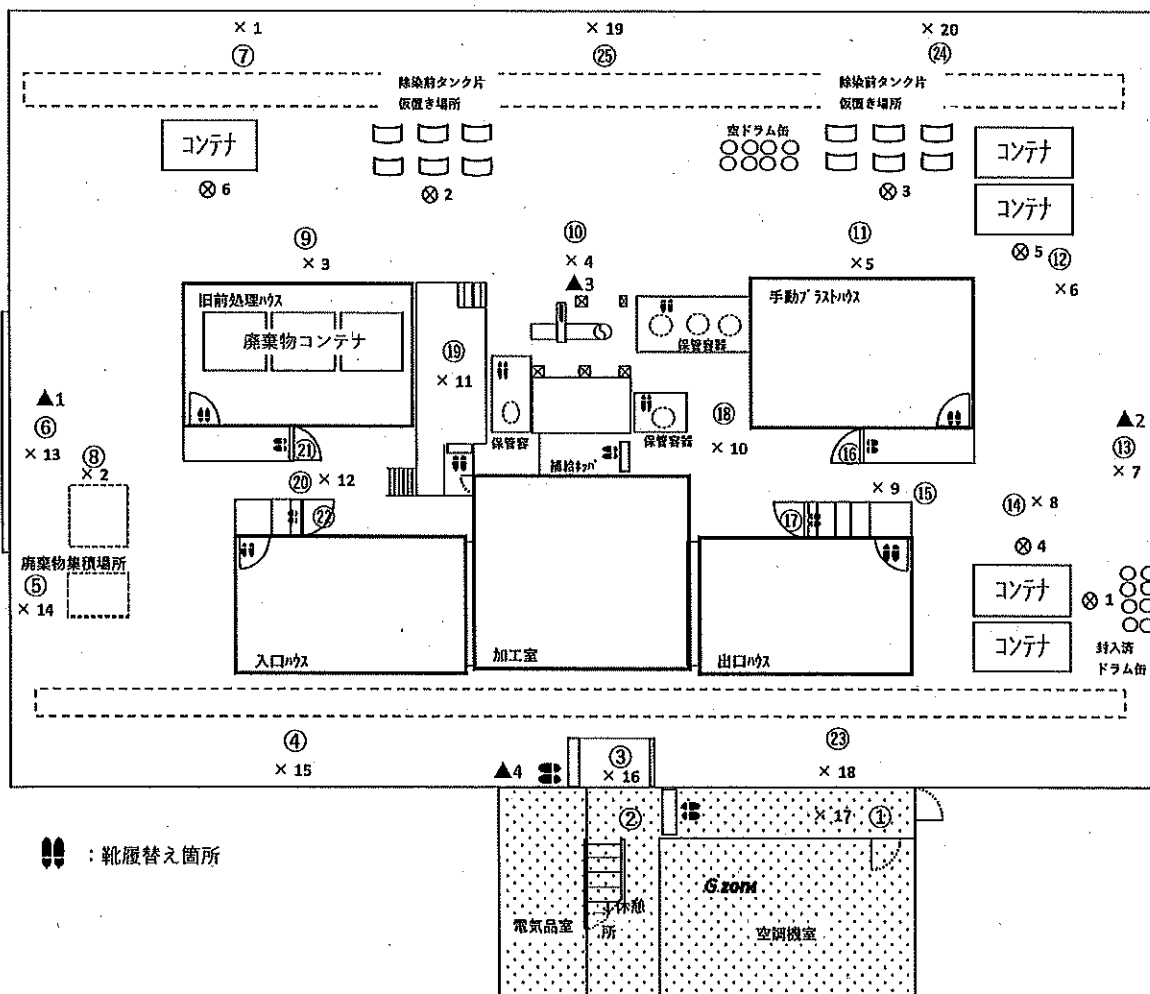 × 1
× 19
× 20
⑦
㉕
㉔
除染前タンク片
仮置き場所
除染前タンク片
仮置き場所
コンテナ
空ドラム缶
コンテナ
コンテナ
⊗ 6
⊗ 2
⊗ 3
⊗ 5
⑨
⑩
⑪
⑫
× 3
× 4
× 5
× 6
▲3
旧前処理ハウス
廃棄物コンテナ
手動ブラストハウス
保管容器
⑲
× 11
保管容
保管容器
⑱
× 10
▲1
⑥
× 13
⑧
× 2
▲2
⑬
× 7
㉑
⑯
補給ホッパ
⑳ × 12
× 9 ⑮
⑭ × 8
㉒
⑰
⊗ 4
廃棄物集積場所
⑤
× 14
コンテナ
⊗ 1
コンテナ
封入済
ドラム缶
入口ハウス
加工室
出口ハウス
④
× 15
③
× 16
㉓
× 18
▲4
②
× 17 ①
:靴履替え箇所
G zone
休憩
所
電気品室
空調機室